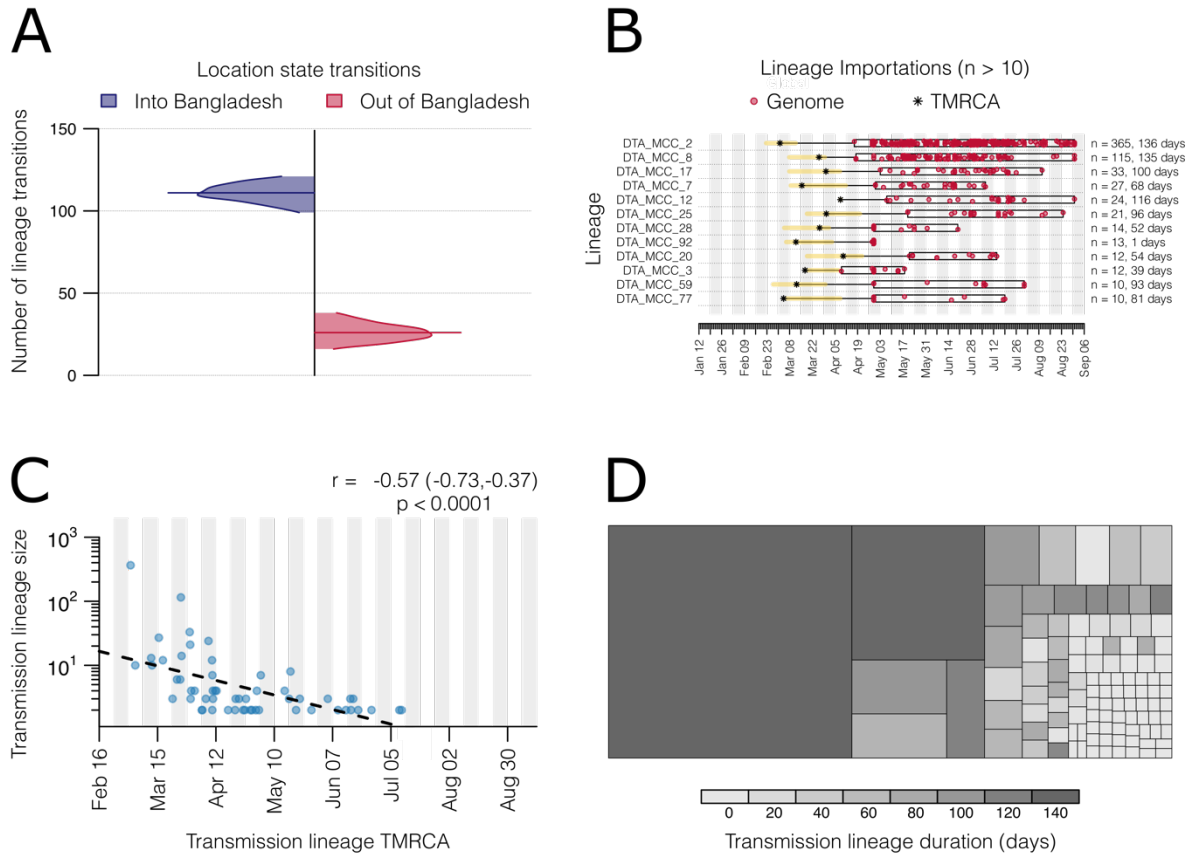 A
Location state transitions
Into Bangladesh
Out of Bangladesh
Number of lineage transitions
150
100
50
0
B
Lineage Importations (n > 10)
Genome
TMRCA
Lineage
DTA_MCC_2 n = 365, 136 days
DTA_MCC_8 n = 115, 135 days
DTA_MCC_17 n = 33, 100 days
DTA_MCC_7 n = 27, 68 days
DTA_MCC_12 n = 24, 116 days
DTA_MCC_25 n = 21, 96 days
DTA_MCC_28 n = 14, 52 days
DTA_MCC_92 n = 13, 1 days
DTA_MCC_20 n = 12, 54 days
DTA_MCC_3 n = 12, 39 days
DTA_MCC_59 n = 10, 93 days
DTA_MCC_77 n = 10, 81 days
Jan 12
Jan 26
Feb 09
Feb 23
Mar 08
Mar 22
Apr 05
Apr 19
May 03
May 17
May 31
Jun 14
Jun 28
Jul 12
Jul 26
Aug 09
Aug 23
Sep 06
C
r = -0.57 (-0.73,-0.37)
p < 0.0001
Transmission lineage size
10³
10²
10¹
Feb 16
Mar 15
Apr 12
May 10
Jun 07
Jul 05
Aug 02
Aug 30
Transmission lineage TMRCA
D
0 20 40 60 80 100 120 140
Transmission lineage duration (days)